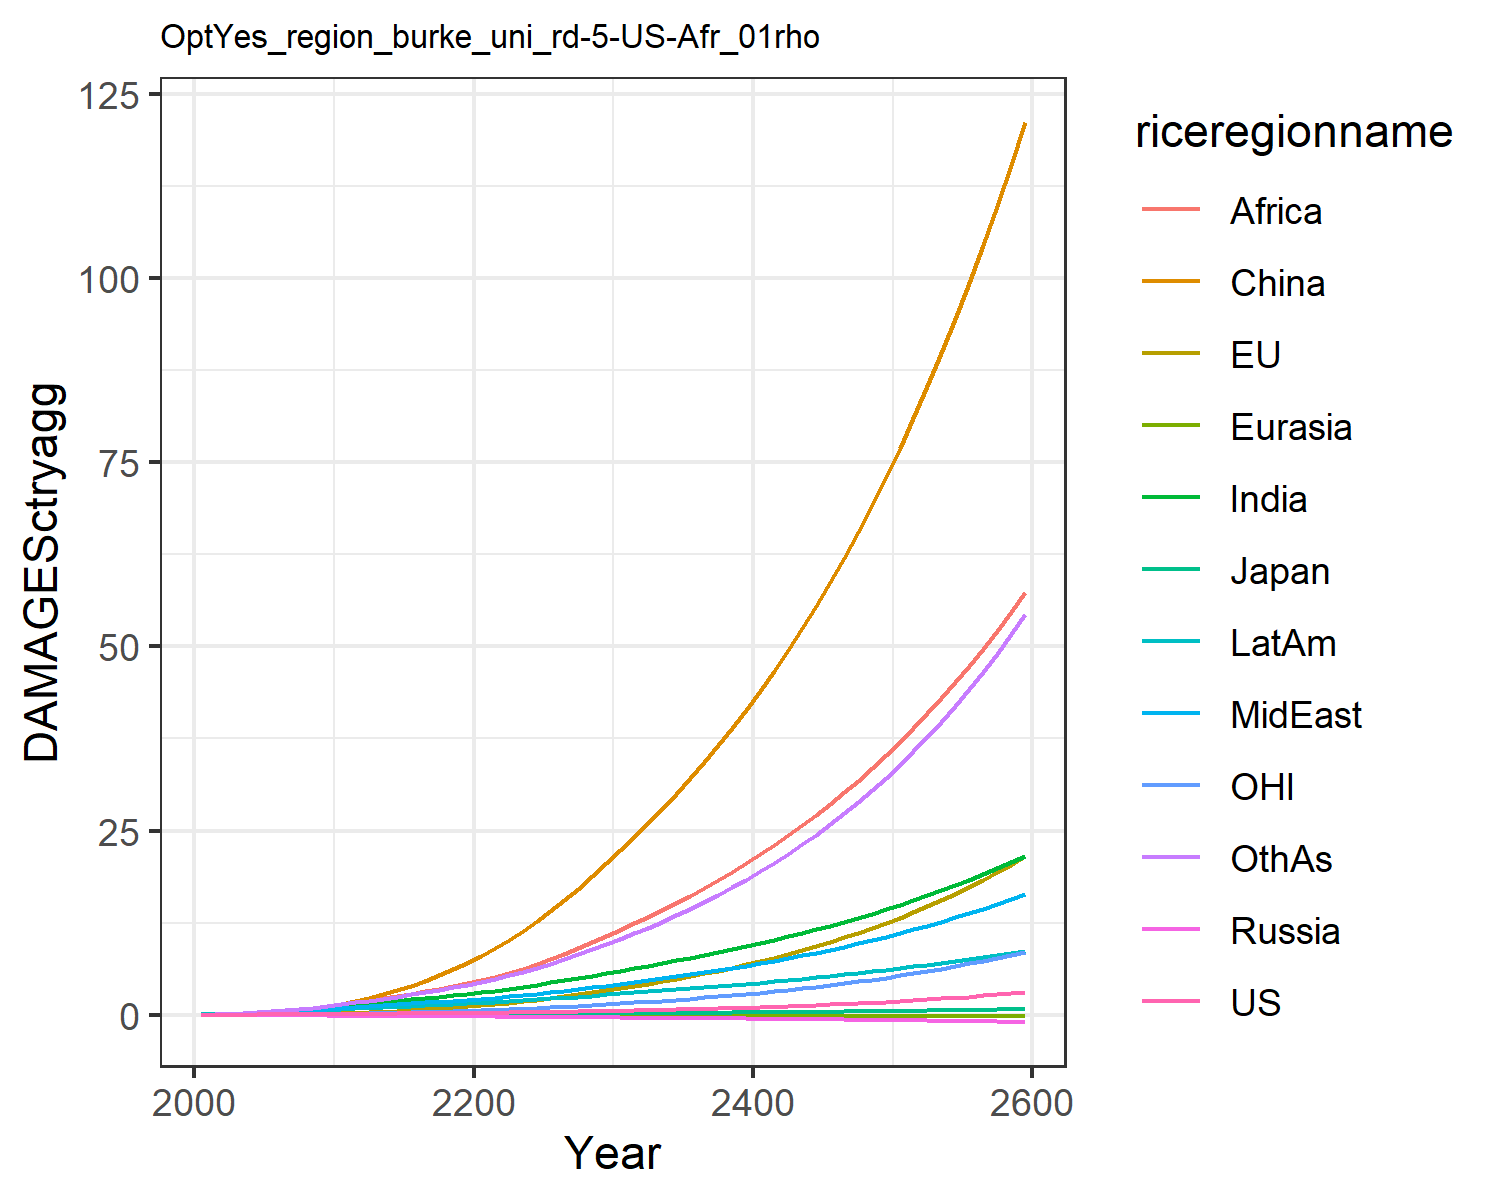 OptYes_region_burke_uni_rd-5-US-Afr_01rho
125
100
75
50
25
0
DAMAGESctryagg
2000
2200
2400
2600
Year
riceregionname
Africa
China
EU
Eurasia
India
Japan
LatAm
MidEast
OHI
OthAs
Russia
US